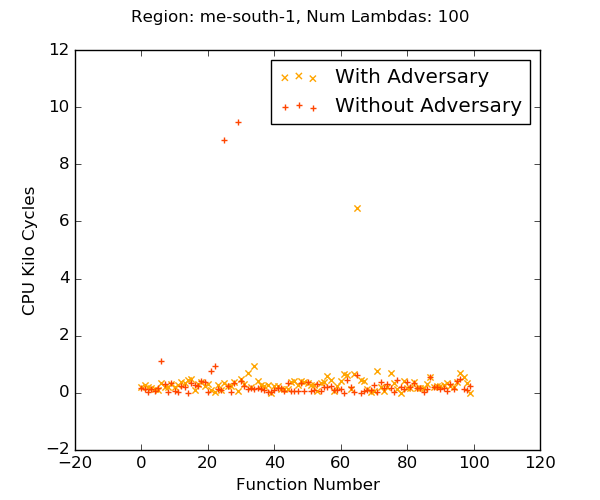 Region: me-south-1, Num Lambdas: 100
12
10
8
6
4
2
0
−2
CPU Kilo Cycles
With Adversary
Without Adversary
−20 0 20 40 60 80 100 120
Function Number